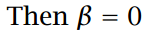 Then β = 0